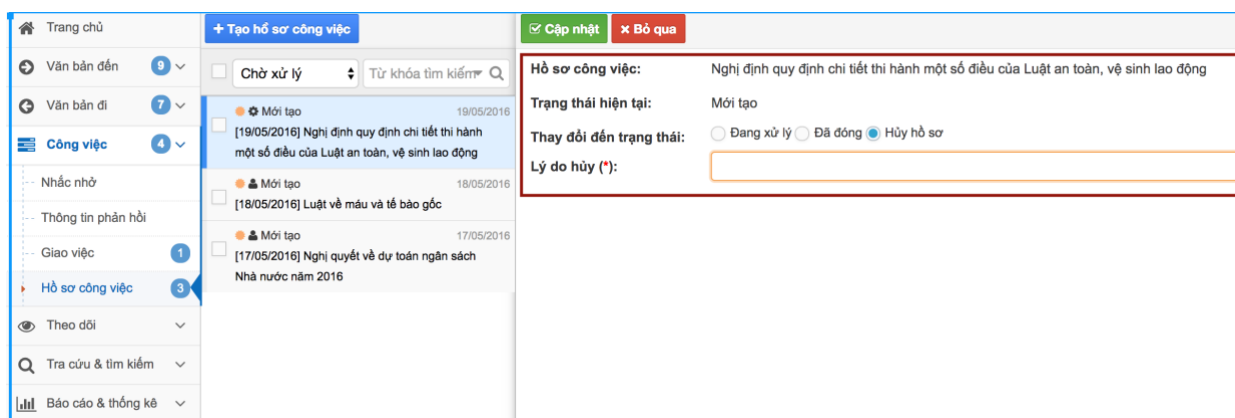 Trang chủ
Văn bản đến 9
Văn bản đi 7
Công việc 4
Nhắc nhở
Thông tin phản hồi
Giao việc 1
Hồ sơ công việc 3
Theo dõi
Tra cứu & tìm kiếm
Báo cáo & thống kê
+ Tạo hồ sơ công việc
Chờ xử lý Từ khóa tìm kiếm
Mới tạo 19/05/2016
[19/05/2016] Nghị định quy định chi tiết thi hành
một số điều của Luật an toàn, vệ sinh lao động
Mới tạo 18/05/2016
[18/05/2016] Luật về máu và tế bào gốc
Mới tạo 17/05/2016
[17/05/2016] Nghị quyết về dự toán ngân sách
Nhà nước năm 2016
Cập nhật
Bỏ qua
Hồ sơ công việc: Nghị định quy định chi tiết thi hành một số điều của Luật an toàn, vệ sinh lao động
Trạng thái hiện tại: Mới tạo
Thay đổi đến trạng thái: Đang xử lý Đã đóng Hủy hồ sơ
Lý do hủy (*):